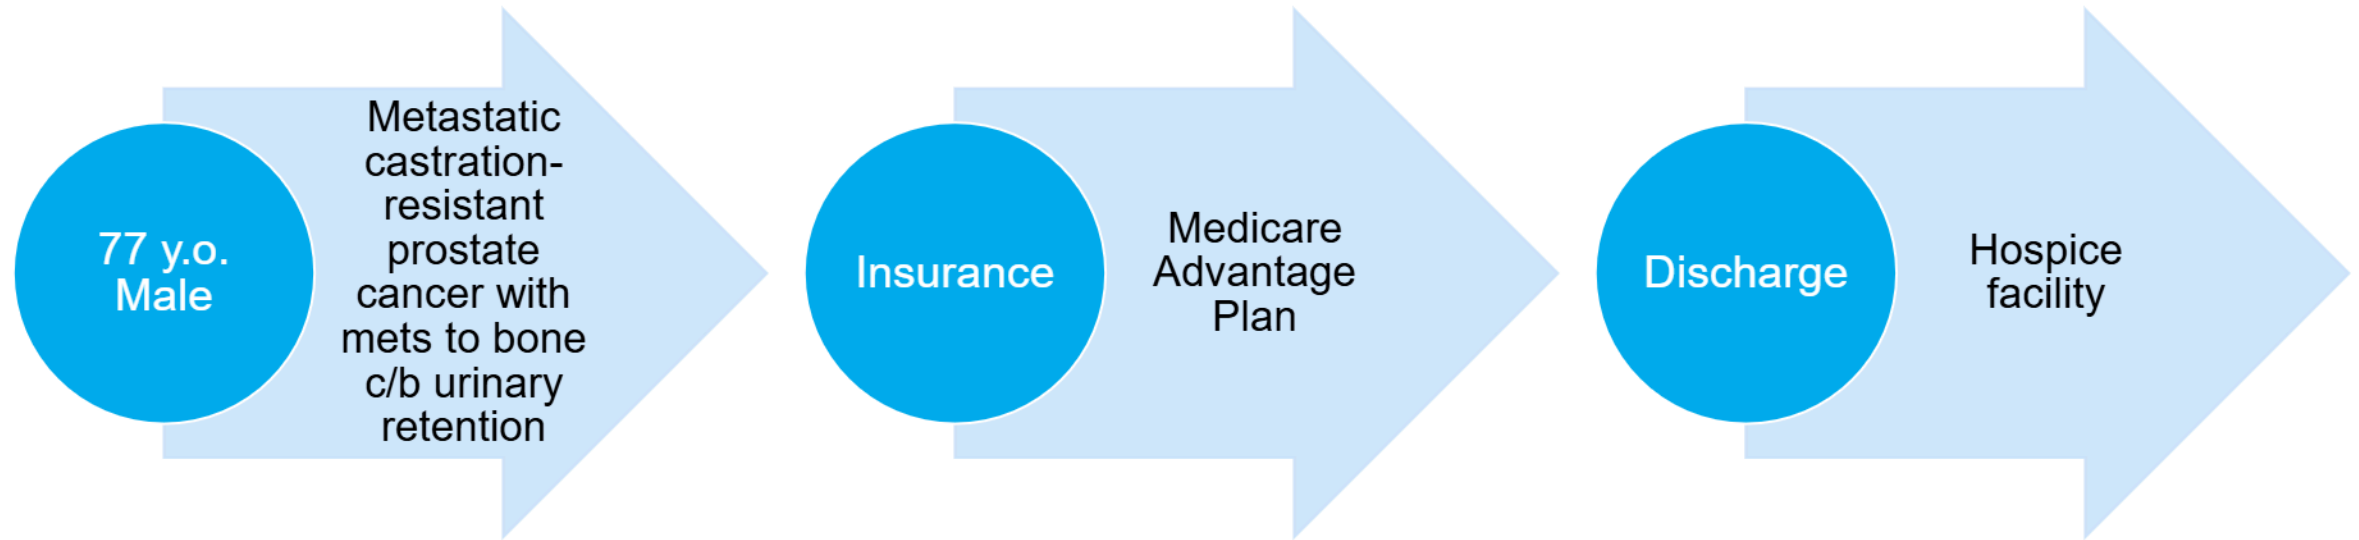 77 y.o.
Male
Metastatic
castration-
resistant
prostate
cancer with
mets to bone
c/b urinary
retention
Insurance
Medicare
Advantage
Plan
Discharge
Hospice
facility